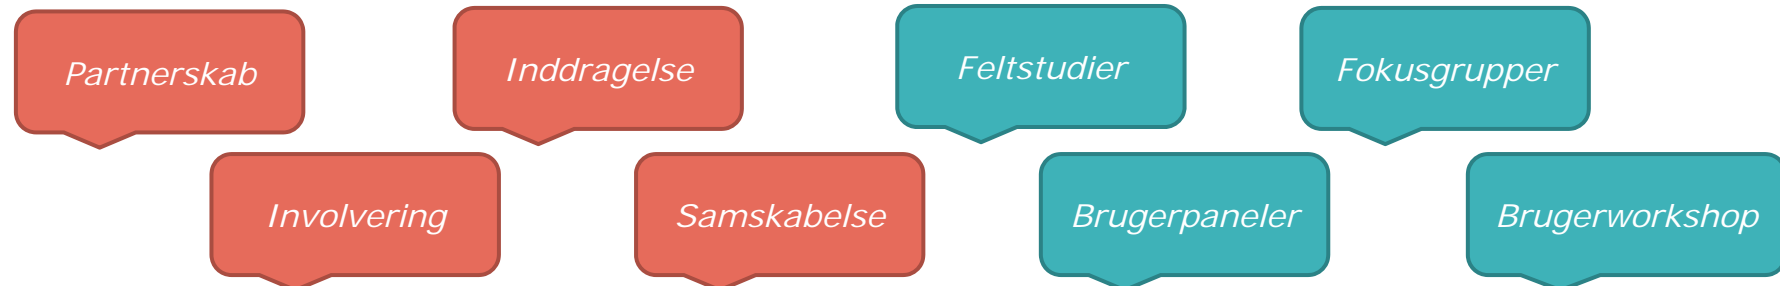 Partnerskab
Inddragelse
Feltstudier
Fokusgrupper
Involvering
Samskabelse
Brugerpaneler
Brugerworkshop